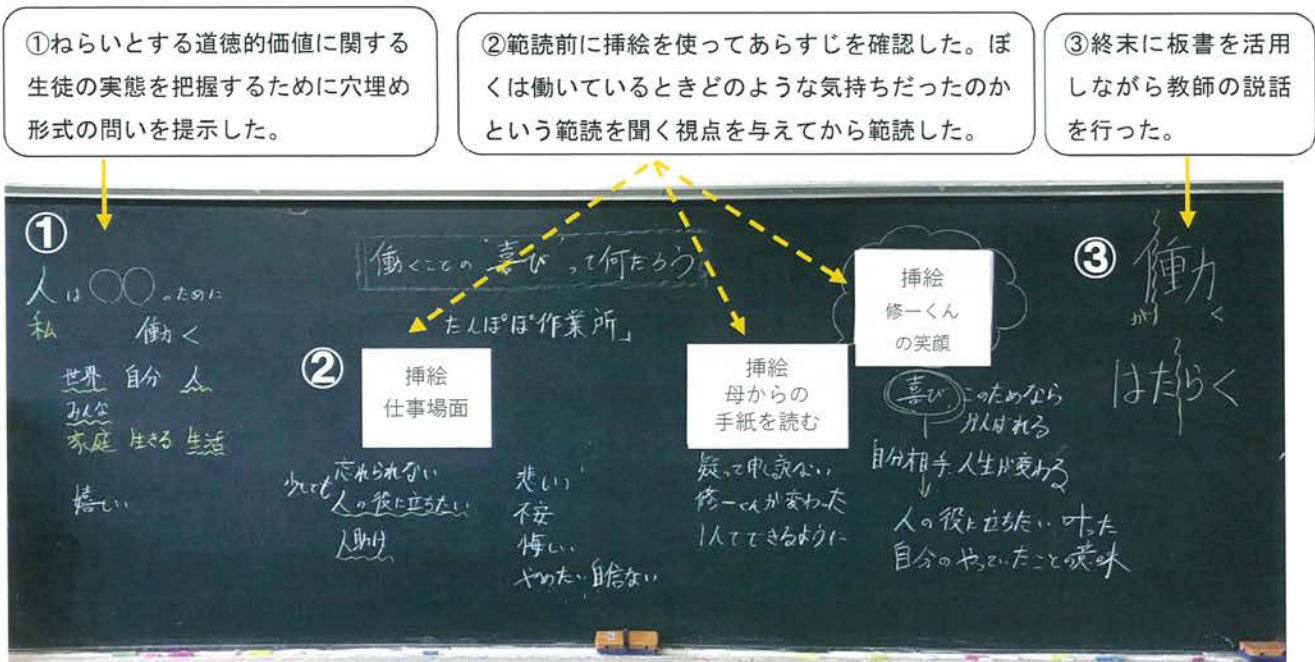 ①ねらいとする道徳的価値に関する
生徒の実態を把握するために穴埋め
形式の問いを提示した。
②範読前に挿絵を使ってあらすじを確認した。ぼ
くは働いているときどのような気持ちだったのか
という範読を聞く視点を与えてから範読した。
③終末に板書を活用
しながら教師の説話
を行った。
①
人は〇〇のために
私 働く
世界 自分 人
みんな
家庭 生きる 生活
嬉しい
働くことの“喜び”って何だろう
「たんぽぽ作業所」
②
挿絵
仕事場面
少しでも 忘れられない
人の役に立ちたい
人助け
悲しい
不安
悔しい
やめたい 自信ない
挿絵
母からの
手紙を読む
疑って申し訳ない
修一くんが変わった
1人でできるように
挿絵
修一くん
の笑顔
喜び このためなら
がんばれる
自分 相手 人生が変わる
人の役に立ちたい 叶った
自分のやっていたことの意味
③
働
く
はたらく